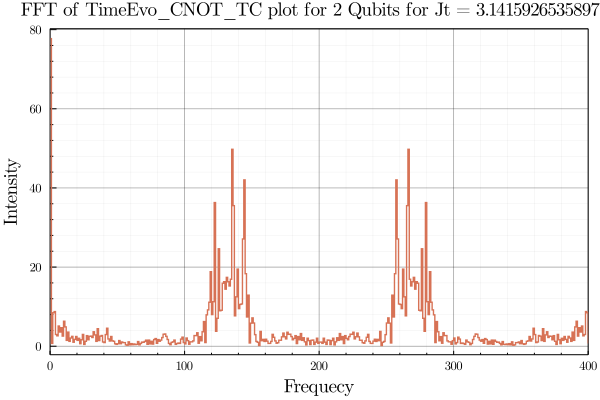 FFT of TimeEvo_CNOT_TC plot for 2 Qubits for Jt = 3.1415926535897
80
60
40
20
0
0 100 200 300 400
Intensity
Frequecy